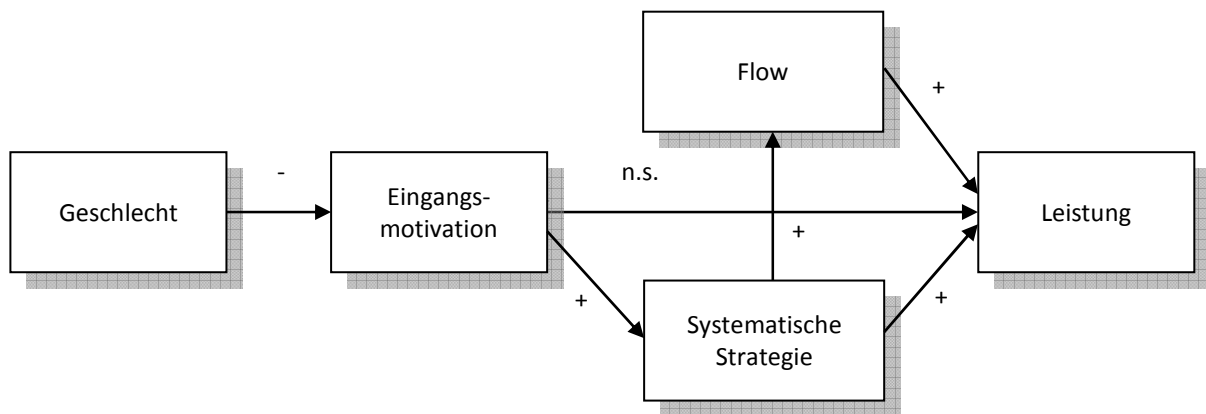 Flow
+
-
n.s.
Geschlecht
Eingangs-
motivation
Leistung
+
+
+
Systematische
Strategie